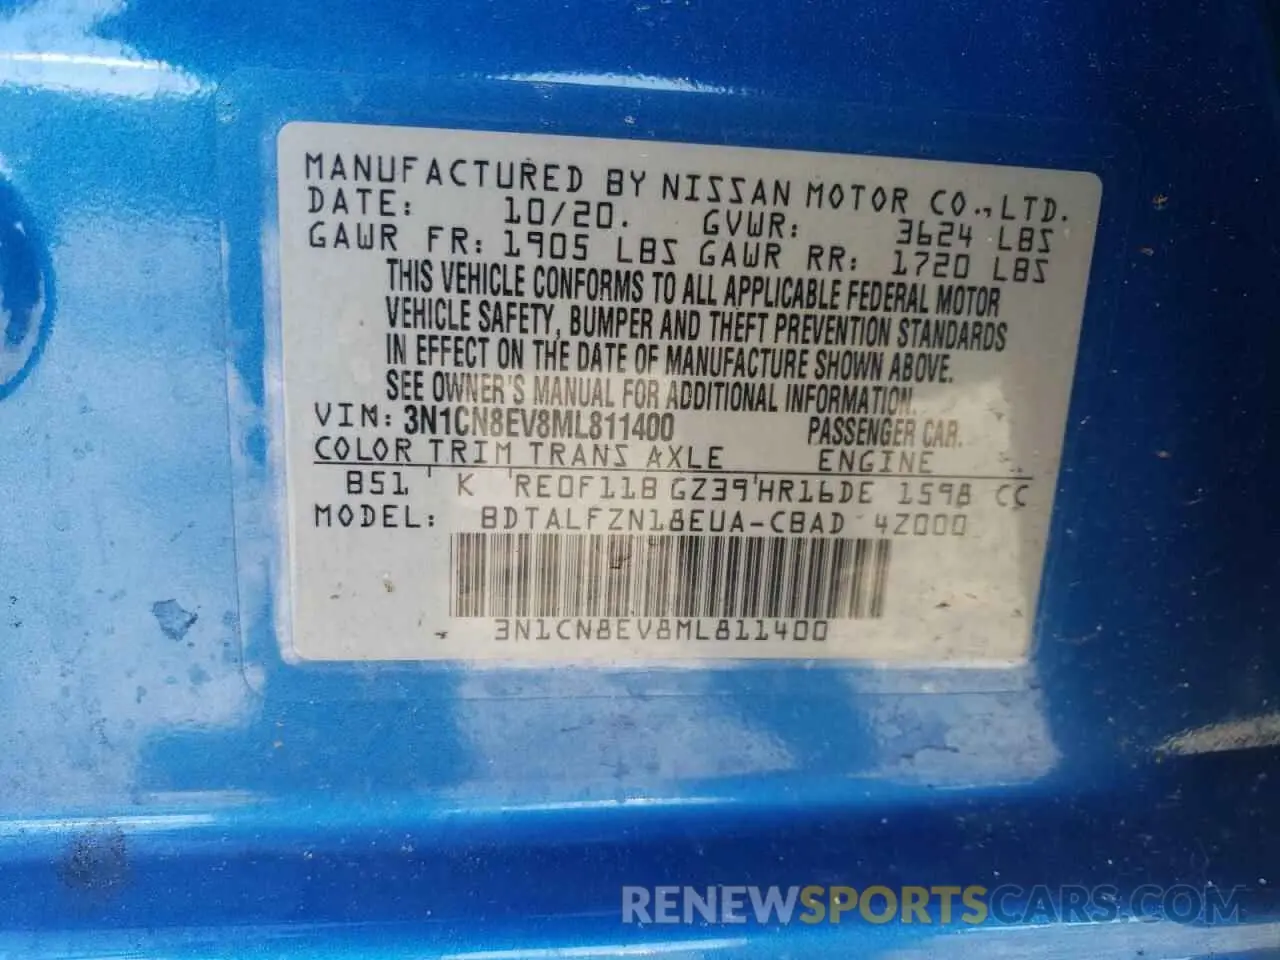 MANUFACTURED BY NISSAN MOTOR CO., LTD.
DATE: 10/20. GVWR: 3624 LBS
GAWR FR: 1905 LBS GAWR RR: 1720 LBS
THIS VEHICLE CONFORMS TO ALL APPLICABLE FEDERAL MOTOR
VEHICLE SAFETY, BUMPER AND THEFT PREVENTION STANDARDS
IN EFFECT ON THE DATE OF MANUFACTURE SHOWN ABOVE.
SEE OWNER'S MANUAL FOR ADDITIONAL INFORMATION.
VIN: 3N1CN8EV8ML811400 PASSENGER CAR.
COLOR TRIM TRANS AXLE ENGINE
B51 K RE0F11B GZ39 HR16DE 1598 CC
MODEL: BDTALFZN18EUA-CBAD 4Z000
3N1CN8EV8ML811400
RENEWSPORTSCARS.COM